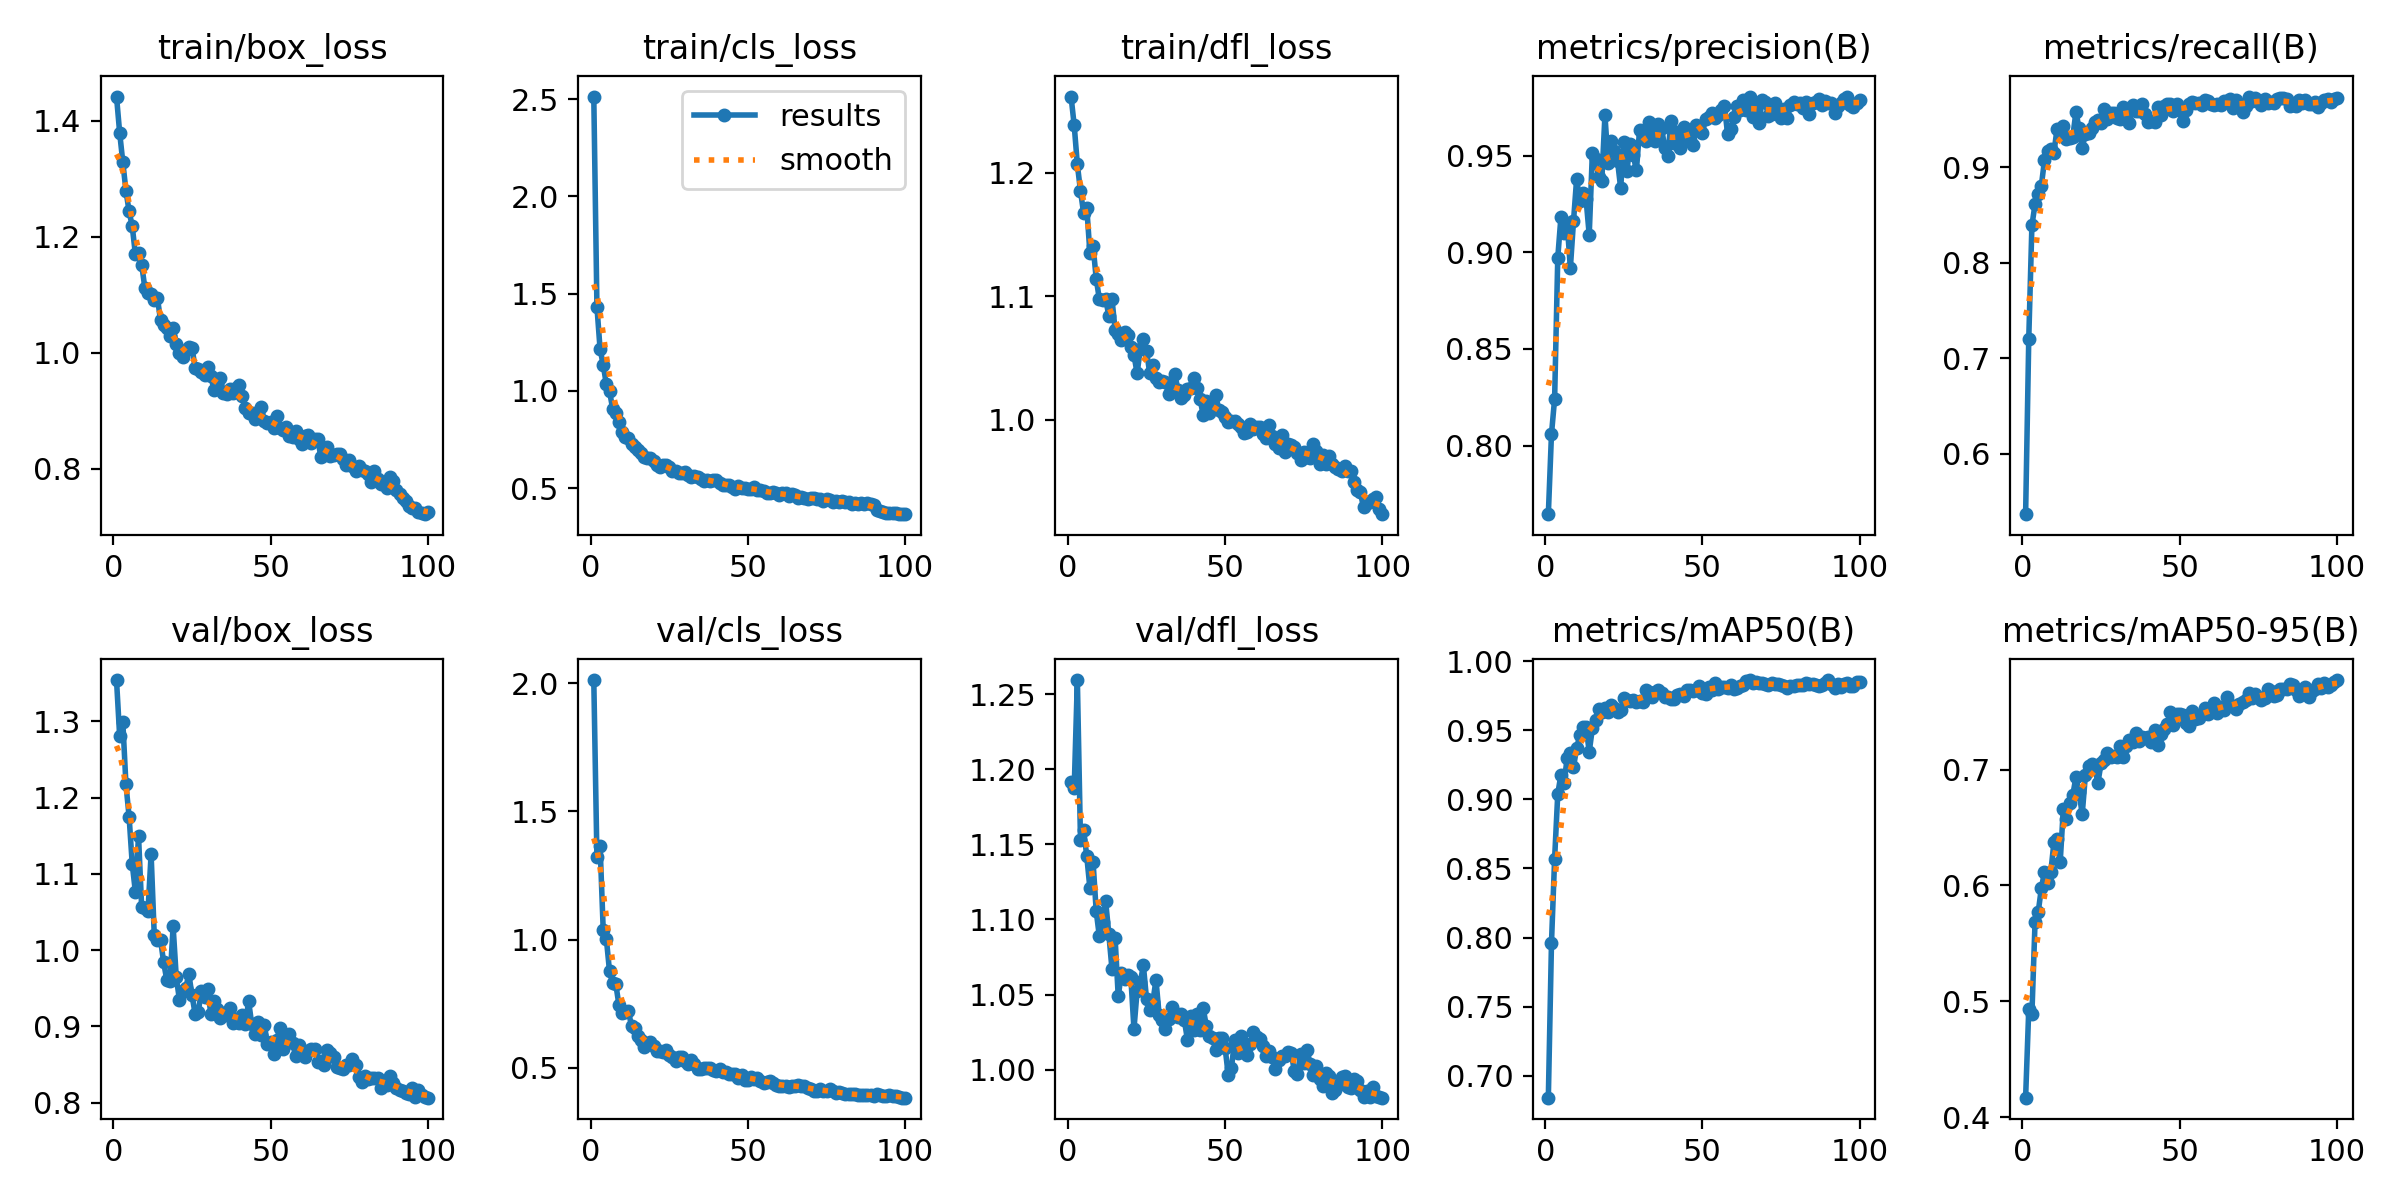 train/box_loss
1.4
1.2
1.0
0.8
0 50 100
train/cls_loss
results
smooth
2.5
2.0
1.5
1.0
0.5
0 50 100
train/dfl_loss
1.2
1.1
1.0
0 50 100
metrics/precision(B)
0.95
0.90
0.85
0.80
0 50 100
metrics/recall(B)
0.9
0.8
0.7
0.6
0 50 100
val/box_loss
1.3
1.2
1.1
1.0
0.9
0.8
0 50 100
val/cls_loss
2.0
1.5
1.0
0.5
0 50 100
val/dfl_loss
1.25
1.20
1.15
1.10
1.05
1.00
0 50 100
metrics/mAP50(B)
1.00
0.95
0.90
0.85
0.80
0.75
0.70
0 50 100
metrics/mAP50-95(B)
0.7
0.6
0.5
0.4
0 50 100